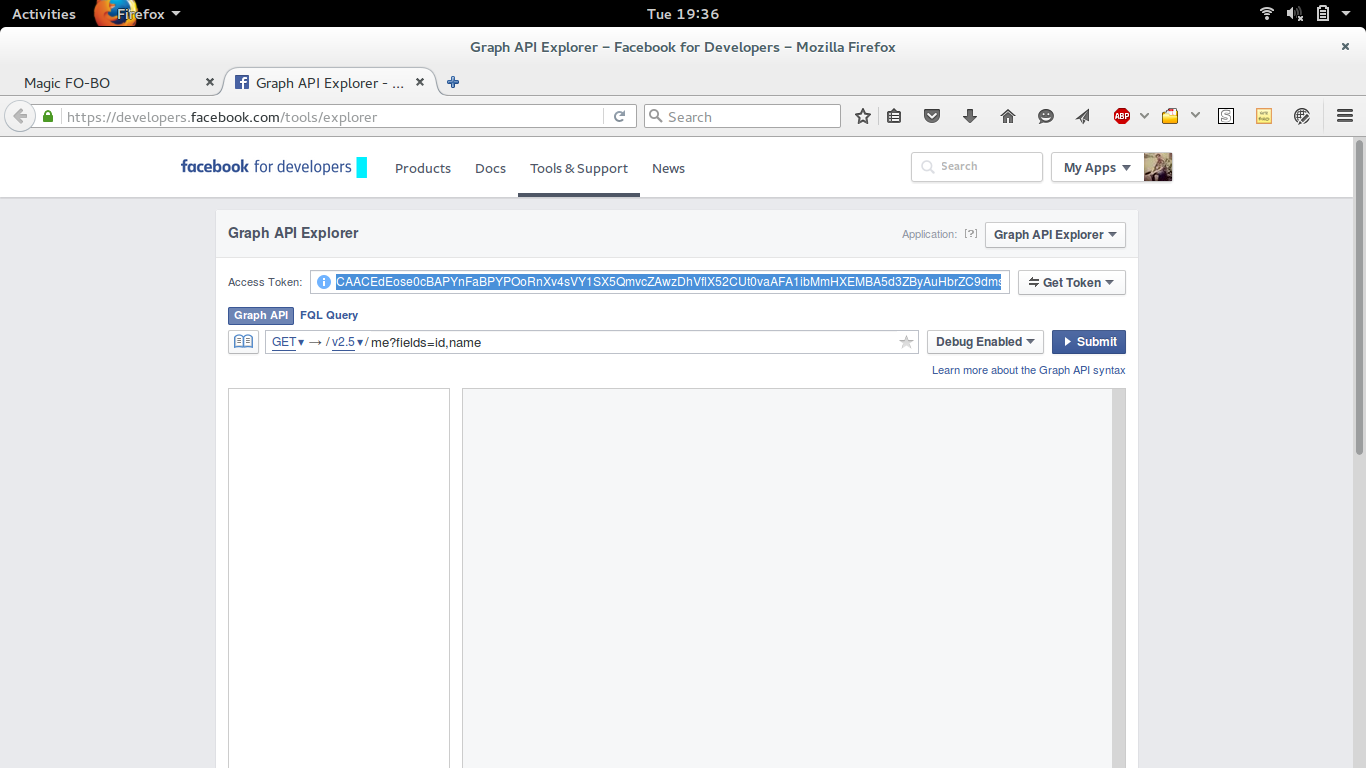 Activities Firefox Tue 19:36
Graph API Explorer – Facebook for Developers – Mozilla Firefox
Magic FO-BO Graph API Explorer - ...
https://developers.facebook.com/tools/explorer Search ABP S
facebook for developers Products Docs Tools & Support News Search My Apps
Graph API Explorer Application: [?] Graph API Explorer
Access Token: CAACEdEose0cBAPYnFaBPYPOoRnXv4sVY1SX5QmvcZAwzDhVflX52CUt0vaAFA1ibMmHXEMBA5d3ZByAuHbrZC9dms Get Token
Graph API FQL Query
GET → / v2.5 / me?fields=id,name Debug Enabled Submit
Learn more about the Graph API syntax